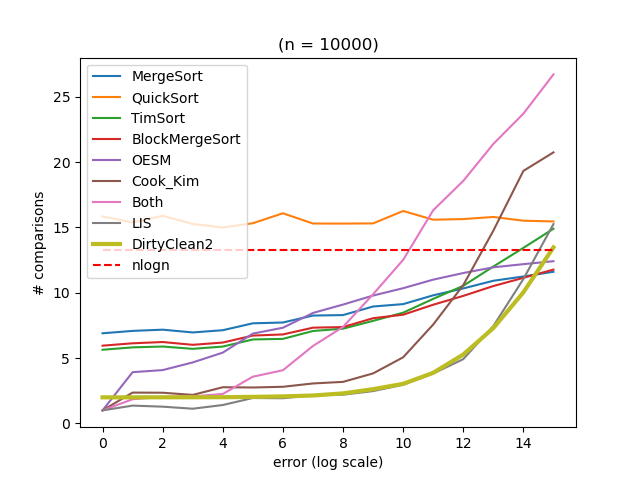 (n = 10000)
MergeSort
QuickSort
TimSort
BlockMergeSort
OESM
Cook_Kim
Both
LIS
DirtyClean2
nlogn
# comparisons
25
20
15
10
5
0
0 2 4 6 8 10 12 14
error (log scale)